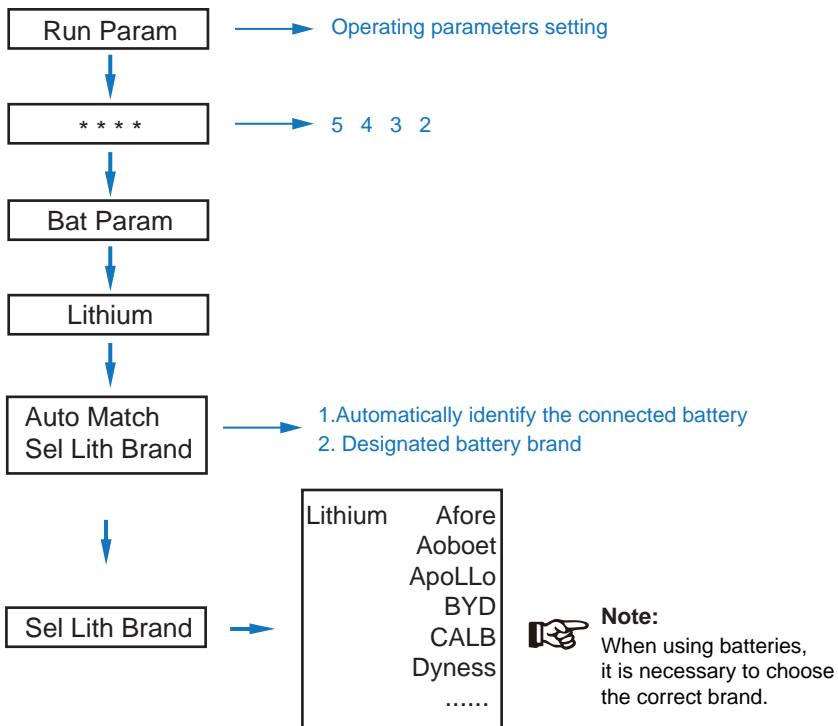 Run Param
Operating parameters setting
* * * *
5 4 3 2
Bat Param
Lithium
Auto Match
Sel Lith Brand
1.Automatically identify the connected battery
2. Designated battery brand
Sel Lith Brand
Lithium Afore
Aoboet
ApoLLo
BYD
CALB
Dyness
......
Note:
When using batteries,
it is necessary to choose
the correct brand.